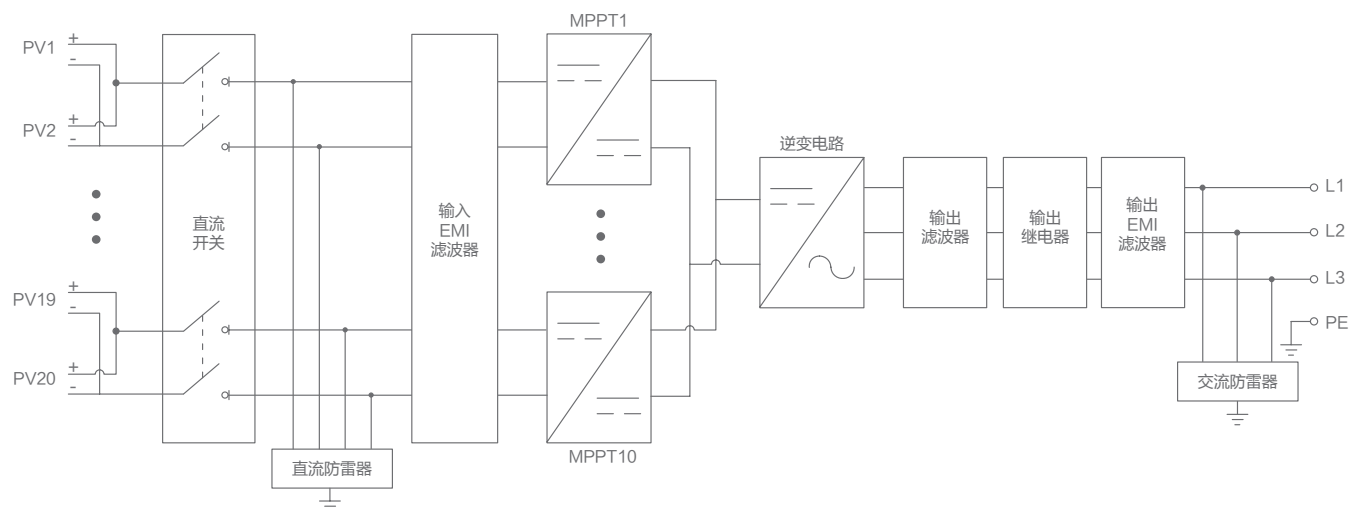 MPPT1
PV1
+
-
PV2
+
-
直流
开关
输入
EMI
滤波器
逆变电路
输出
滤波器
输出
继电器
输出
EMI
滤波器
L1
L2
L3
PE
PV19
+
-
PV20
+
-
交流防雷器
MPPT10
直流防雷器